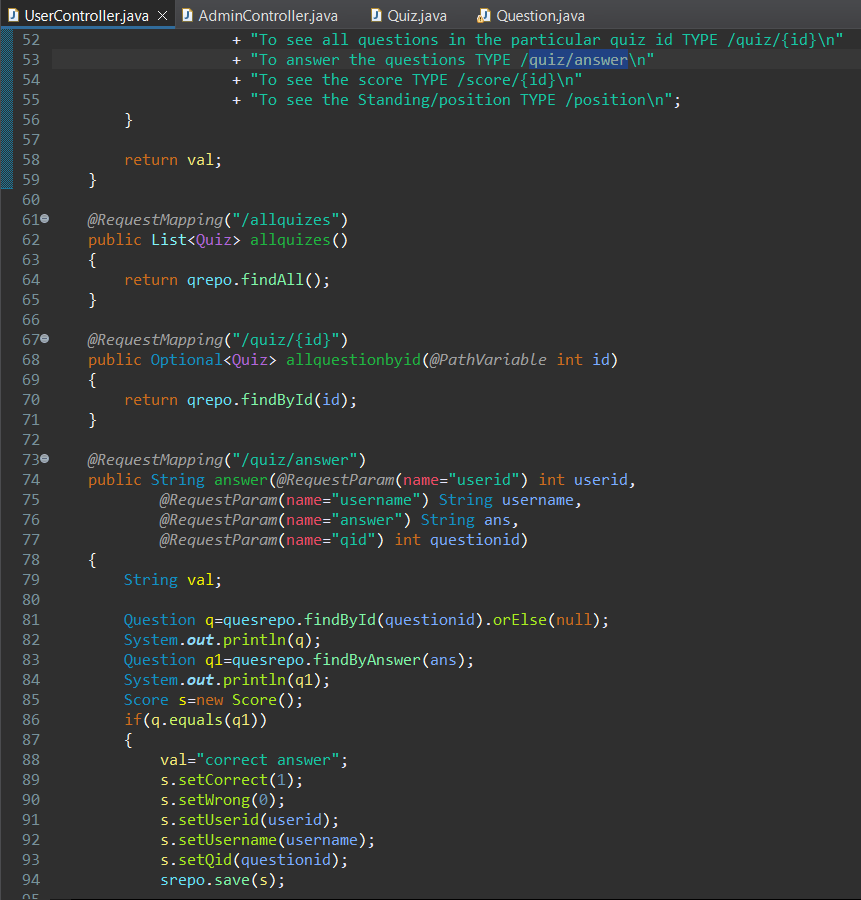 UserController.java AdminController.java Quiz.java Question.java
52 + "To see all questions in the particular quiz id TYPE /quiz/{id}\n"
53 + "To answer the questions TYPE /quiz/answer\n"
54 + "To see the score TYPE /score/{id}\n"
55 + "To see the Standing/position TYPE /position\n";
56 }
57
58 return val;
59 }
60
61 @RequestMapping("/allquizes")
62 public List<Quiz> allquizes()
63 {
64 return qrepo.findAll();
65 }
66
67 @RequestMapping("/quiz/{id}")
68 public Optional<Quiz> allquestionbyid(@PathVariable int id)
69 {
70 return qrepo.findById(id);
71 }
72
73 @RequestMapping("/quiz/answer")
74 public String answer(@RequestParam(name="userid") int userid,
75 @RequestParam(name="username") String username,
76 @RequestParam(name="answer") String ans,
77 @RequestParam(name="qid") int questionid)
78 {
79 String val;
80
81 Question q=quesrepo.findById(questionid).orElse(null);
82 System.out.println(q);
83 Question q1=quesrepo.findByAnswer(ans);
84 System.out.println(q1);
85 Score s=new Score();
86 if(q.equals(q1))
87 {
88 val="correct answer";
89 s.setCorrect(1);
90 s.setWrong(0);
91 s.setUserid(userid);
92 s.setUsername(username);
93 s.setQid(questionid);
94 srepo.save(s);